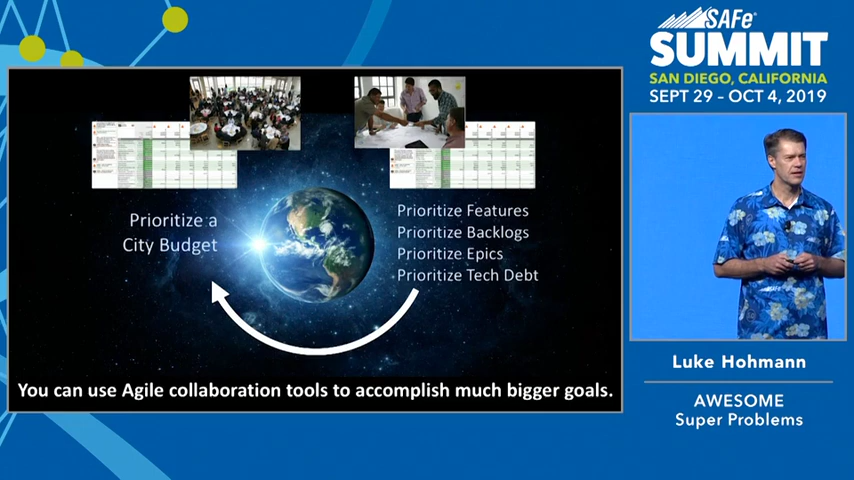 SAFe®
SUMMIT
SAN DIEGO, CALIFORNIA
SEPT 29 – OCT 4, 2019
Prioritize a
City Budget
Prioritize Features
Prioritize Backlogs
Prioritize Epics
Prioritize Tech Debt
You can use Agile collaboration tools to accomplish much bigger goals.
Luke Hohmann
AWESOME
Super Problems